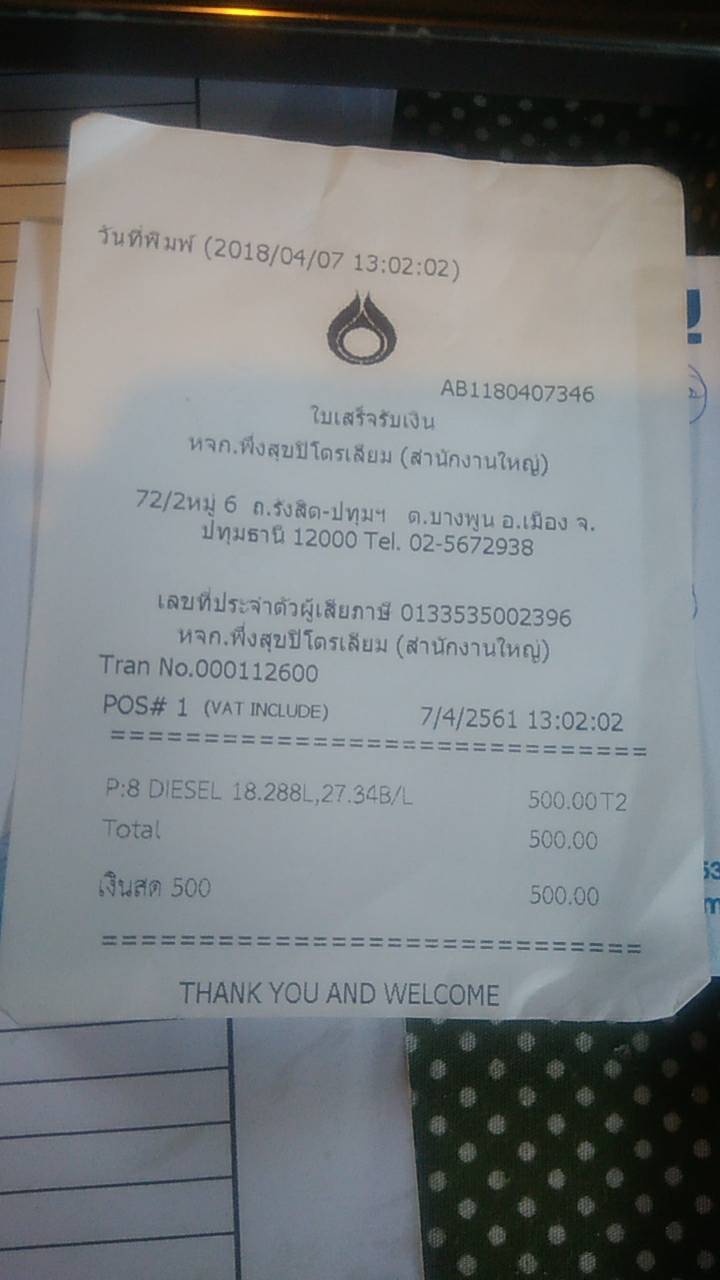 วันที่พิมพ์ (2018/04/07 13:02:02)
AB1180407346
ใบเสร็จรับเงิน
หจก.พึ่งสุขปิโตรเลียม (สำนักงานใหญ่)
72/2หมู่ 6 ถ.รังสิต-ปทุมฯ ต.บางพูน อ.เมือง จ.
ปทุมธานี 12000 Tel. 02-5672938
เลขที่ประจำตัวผู้เสียภาษี 0133535002396
หจก.พึ่งสุขปิโตรเลียม (สำนักงานใหญ่)
Tran No.000112600
POS# 1 (VAT INCLUDE) 7/4/2561 13:02:02
==============================
P:8 DIESEL 18.288L,27.34B/L 500.00T2
Total 500.00
เงินสด 500 500.00
==============================
THANK YOU AND WELCOME